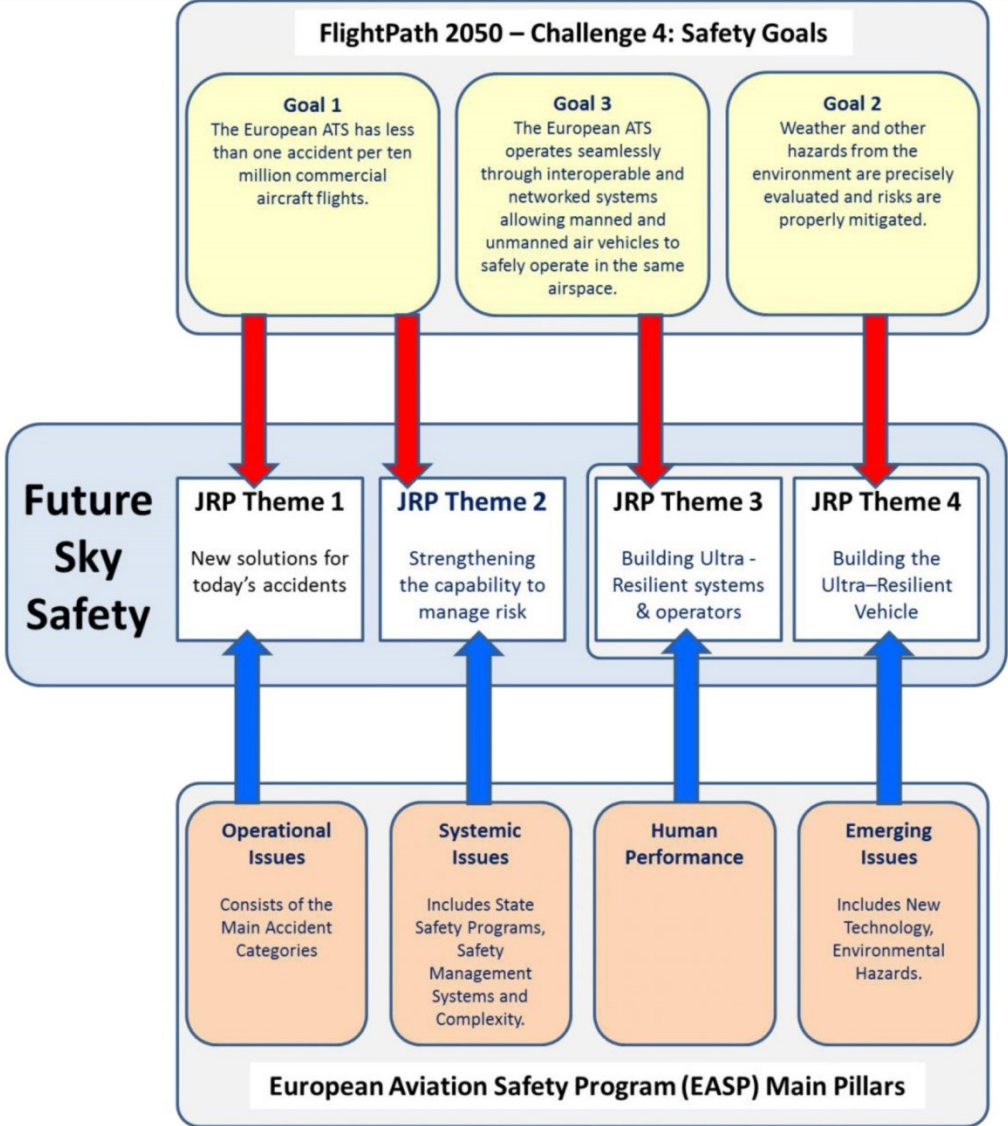 FlightPath 2050 – Challenge 4: Safety Goals
Goal 1
The European ATS has less
than one accident per ten
million commercial
aircraft flights.
Goal 3
The European ATS
operates seamlessly
through interoperable and
networked systems
allowing manned and
unmanned air vehicles to
safely operate in the same
airspace.
Goal 2
Weather and other
hazards from the
environment are precisely
evaluated and risks are
properly mitigated.
Future
Sky
Safety
JRP Theme 1
New solutions for
today's accidents
JRP Theme 2
Strengthening
the capability to
manage risk
JRP Theme 3
Building Ultra -
Resilient systems
& operators
JRP Theme 4
Building the
Ultra–Resilient
Vehicle
Operational
Issues
Consists of the
Main Accident
Categories
Systemic
Issues
Includes State
Safety Programs,
Safety
Management
Systems and
Complexity.
Human
Performance
Emerging
Issues
Includes New
Technology,
Environmental
Hazards.
European Aviation Safety Program (EASP) Main Pillars